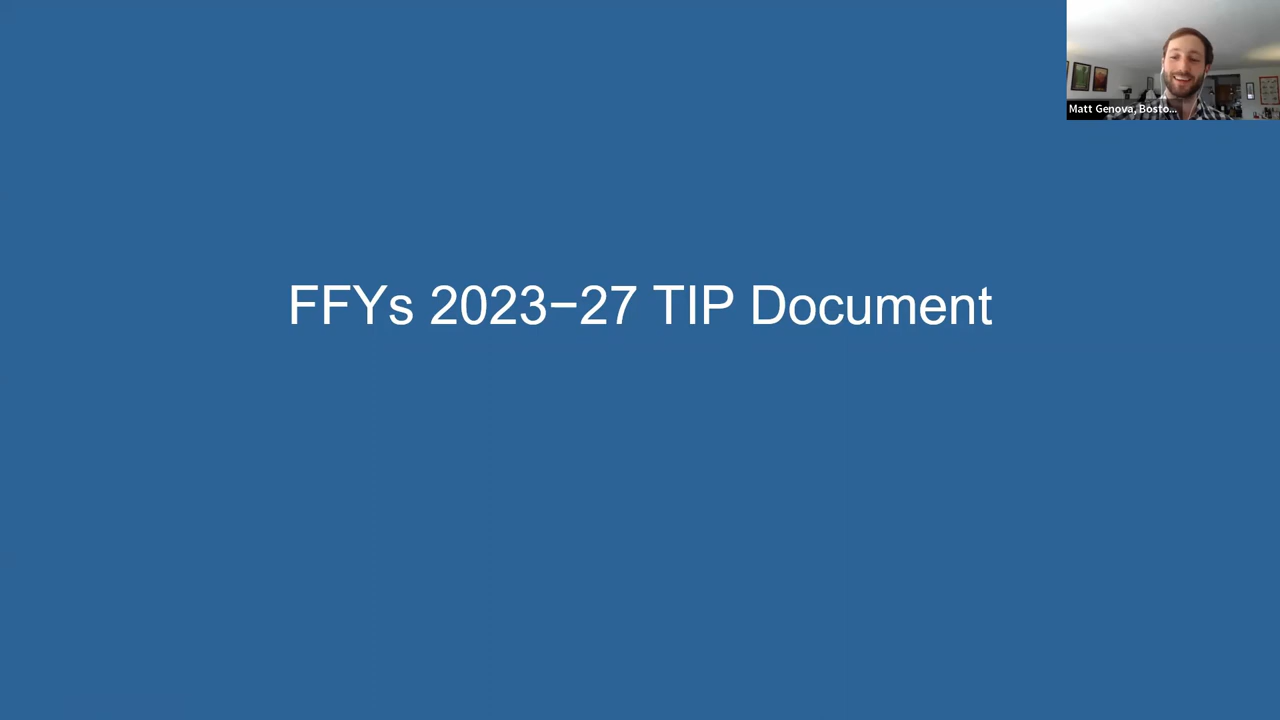 Matt Genova, Bosto...
FFYs 2023−27 TIP Document